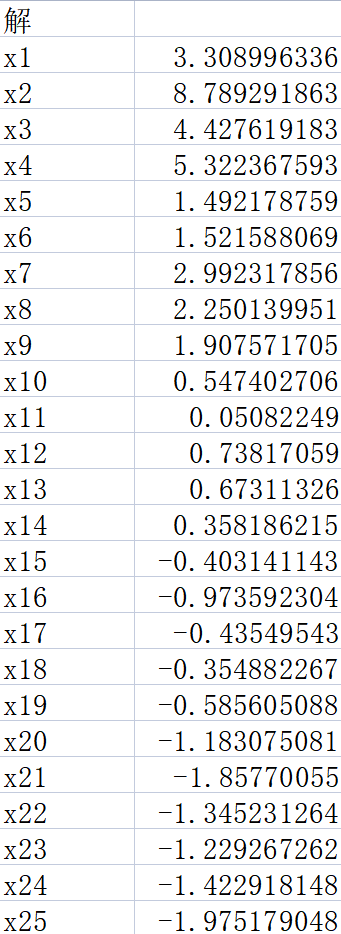 解
x1 3.308996336
x2 8.789291863
x3 4.427619183
x4 5.322367593
x5 1.492178759
x6 1.521588069
x7 2.992317856
x8 2.250139951
x9 1.907571705
x10 0.547402706
x11 0.05082249
x12 0.73817059
x13 0.67311326
x14 0.358186215
x15 -0.403141143
x16 -0.973592304
x17 -0.43549543
x18 -0.354882267
x19 -0.585605088
x20 -1.183075081
x21 -1.85770055
x22 -1.345231264
x23 -1.229267262
x24 -1.422918148
x25 -1.975179048